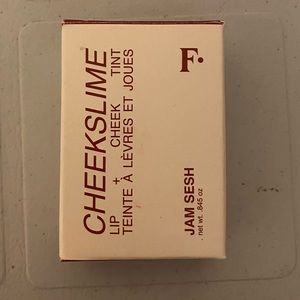 CHEEKSLIME
LIP + CHEEK TINT
TEINTE À LÈVRES ET JOUES
F.
JAM SESH
net wt. .845 oz